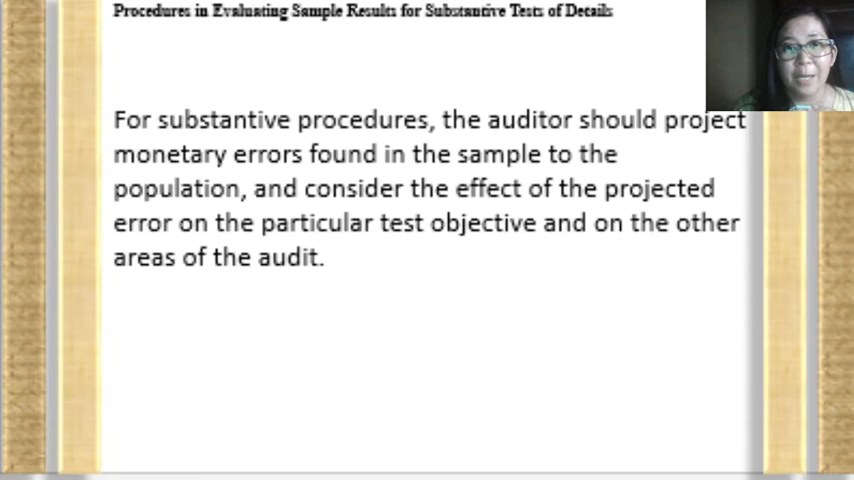 Procedures in Evaluating Sample Results for Substantive Tests of Details
For substantive procedures, the auditor should project
monetary errors found in the sample to the
population, and consider the effect of the projected
error on the particular test objective and on the other
areas of the audit.